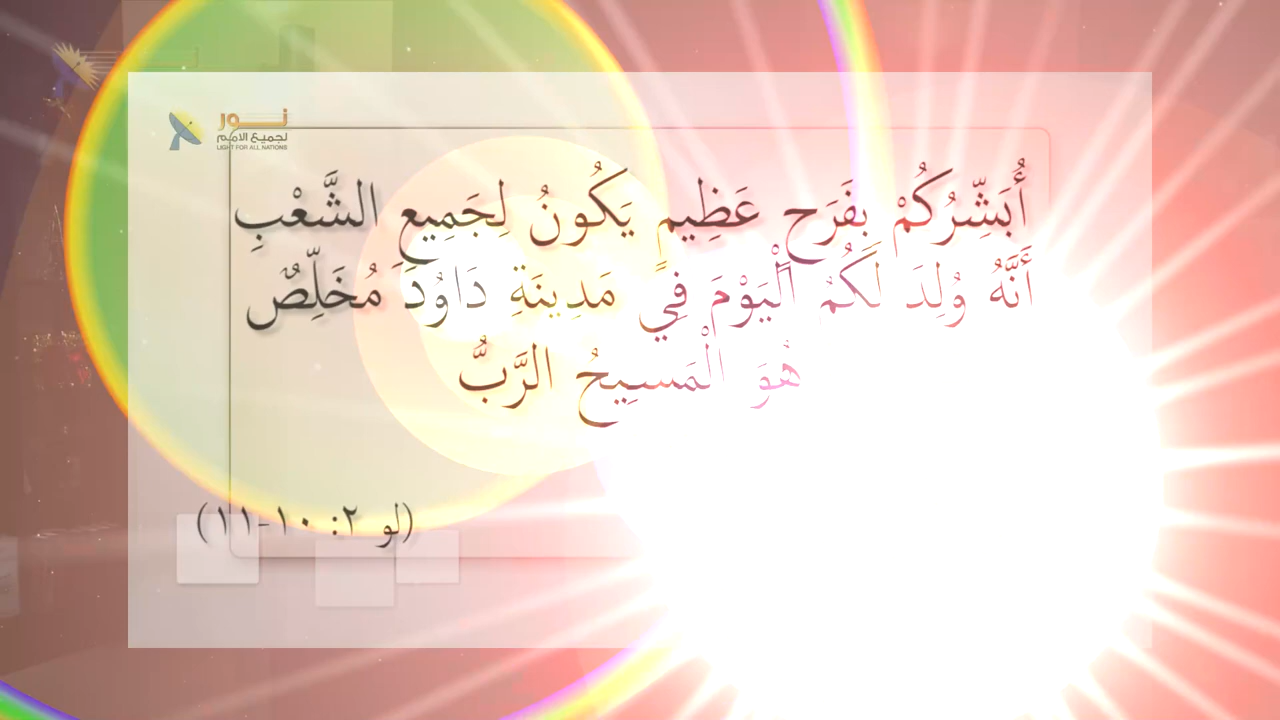 نور
لجميع الامم
LIGHT FOR ALL NATIONS
أُبَشِّرُكُمْ بِفَرَحٍ عَظِيمٍ يَكُونُ لِجَمِيعِ الشَّعْبِ
أَنَّهُ وُلِدَ لَكُمُ الْيَوْمَ فِي مَدِينَةِ دَاوُدَ مُخَلِّصٌ
هُوَ الْمَسِيحُ الرَّبُّ
(لو ٢: ١٠-١١)